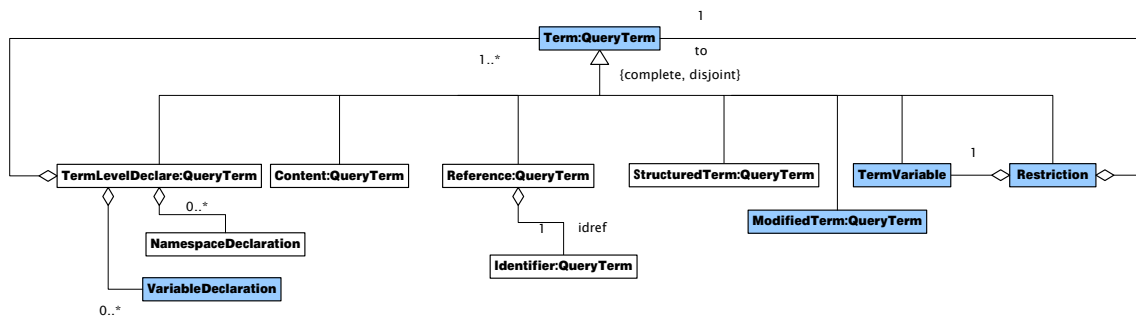 1
Term:QueryTerm
to
1..*
{complete, disjoint}
1
TermLevelDeclare:QueryTerm
Content:QueryTerm
Reference:QueryTerm
StructuredTerm:QueryTerm
TermVariable
Restriction
0..*
ModifiedTerm:QueryTerm
1
idref
NamespaceDeclaration
Identifier:QueryTerm
VariableDeclaration
0..*